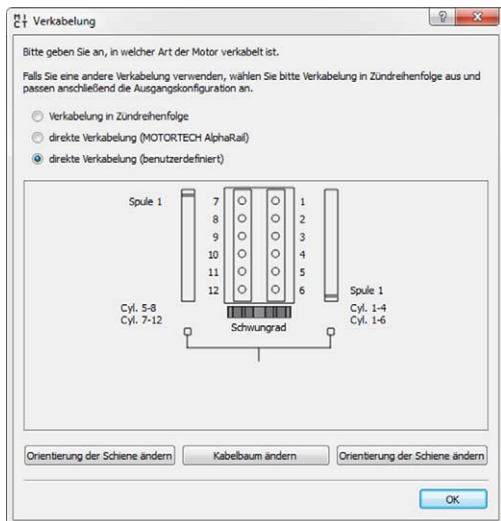 Verkabelung
Bitte geben Sie an, in welcher Art der Motor verkabelt ist.
Falls Sie eine andere Verkabelung verwenden, wählen Sie bitte Verkabelung in Zündreihenfolge aus und
passen anschließend die Ausgangskonfiguration an.
Verkabelung in Zündreihenfolge
direkte Verkabelung (MOTORTECH AlphaRail)
direkte Verkabelung (benutzerdefiniert)
Spule 1 7 1
8 2
9 3
10 4
11 5
12 6 Spule 1
Cyl. 5-8 Cyl. 1-4
Cyl. 7-12 Schwungrad Cyl. 1-6
Orientierung der Schiene ändern Kabelbaum ändern Orientierung der Schiene ändern
OK